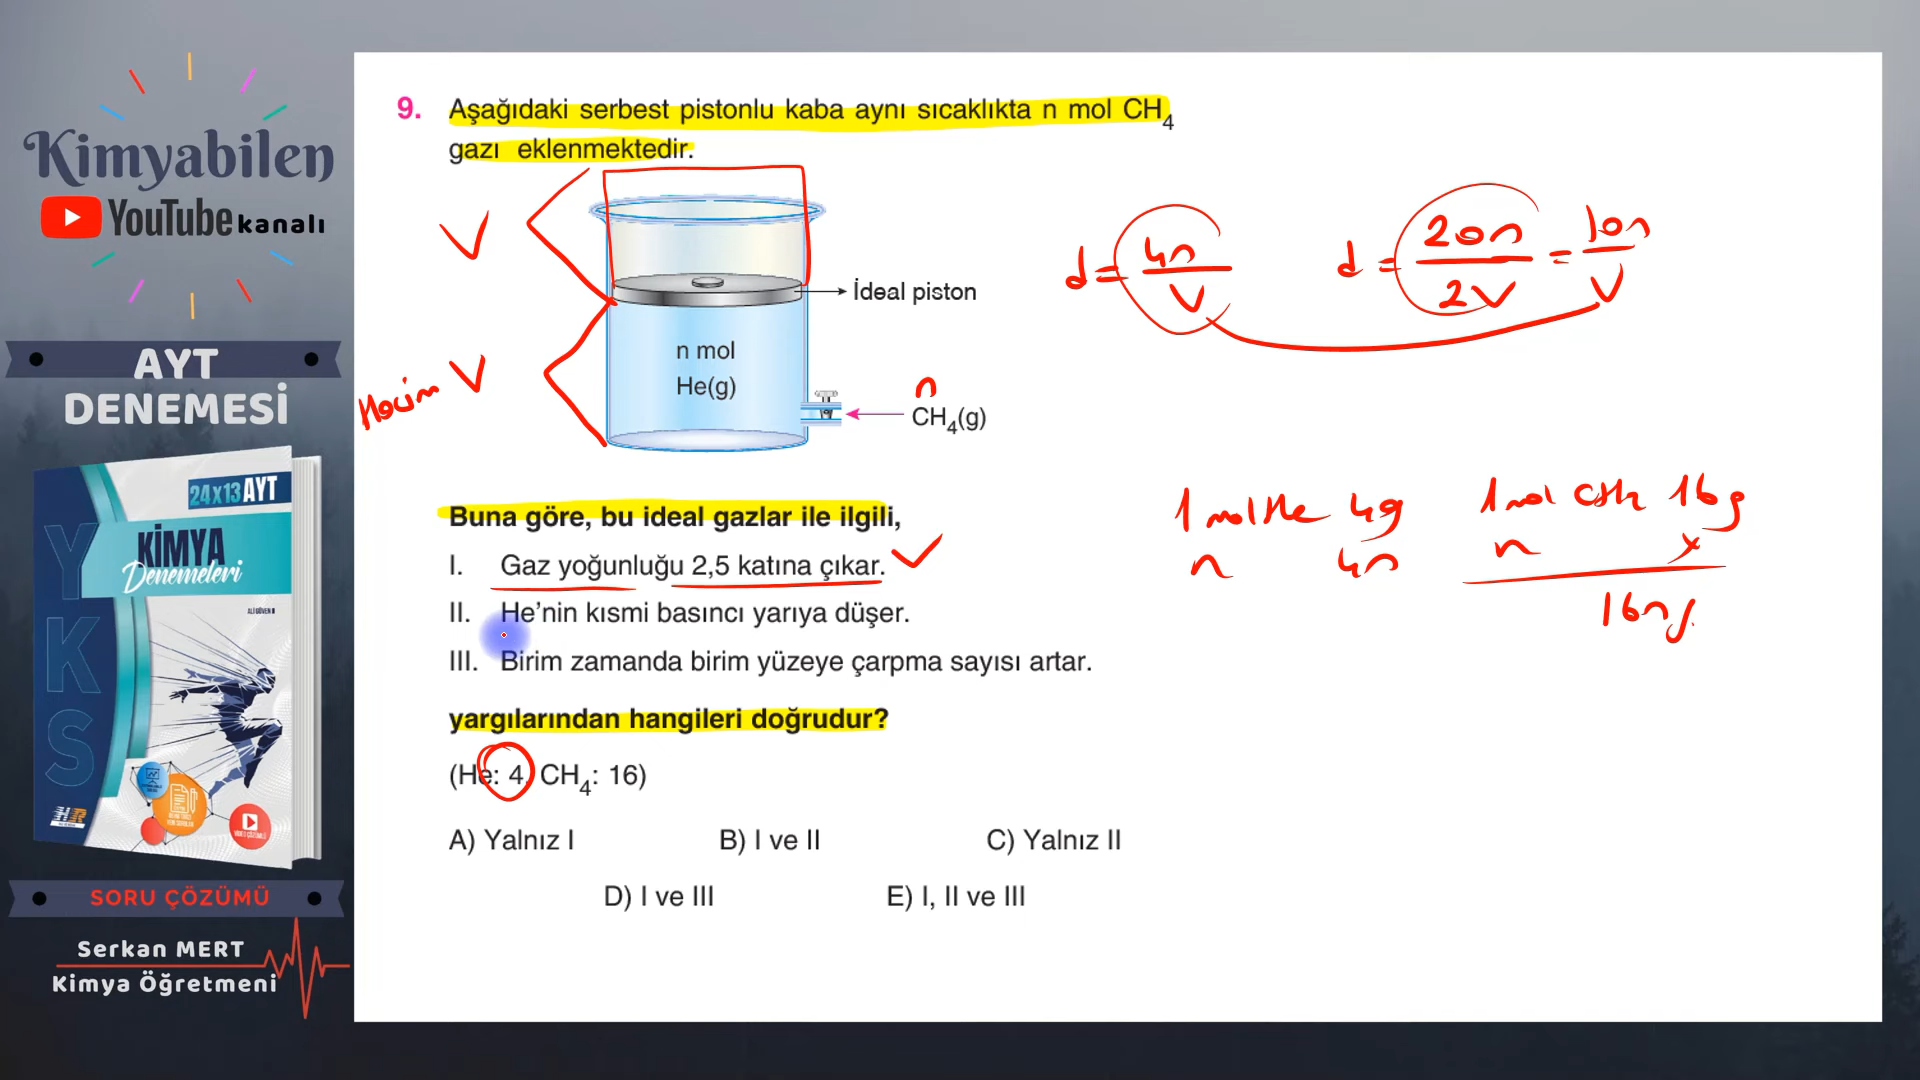 Kimyabilen
YouTube kanalı
AYT
DENEMESİ
24x13 AYT
YKS
KİMYA
Denemeleri
ALİ GÜVEN
SORU ÇÖZÜMÜ
Serkan MERT
Kimya Öğretmeni
9. Aşağıdaki serbest pistonlu kaba aynı sıcaklıkta n mol CH4
gazı eklenmektedir.
V
İdeal piston
n mol
He(g)
Hacim V
n
CH4(g)
d = 4n/V
d = 20n/2V = 10n/V
1 mol He 4g
n 4n
1 mol CH4 16g
n x
16n g
Buna göre, bu ideal gazlar ile ilgili,
I. Gaz yoğunluğu 2,5 katına çıkar.
II. He'nin kısmi basıncı yarıya düşer.
III. Birim zamanda birim yüzeye çarpma sayısı artar.
yargılarından hangileri doğrudur?
(He: 4, CH4: 16)
A) Yalnız I B) I ve II C) Yalnız II
D) I ve III E) I, II ve III